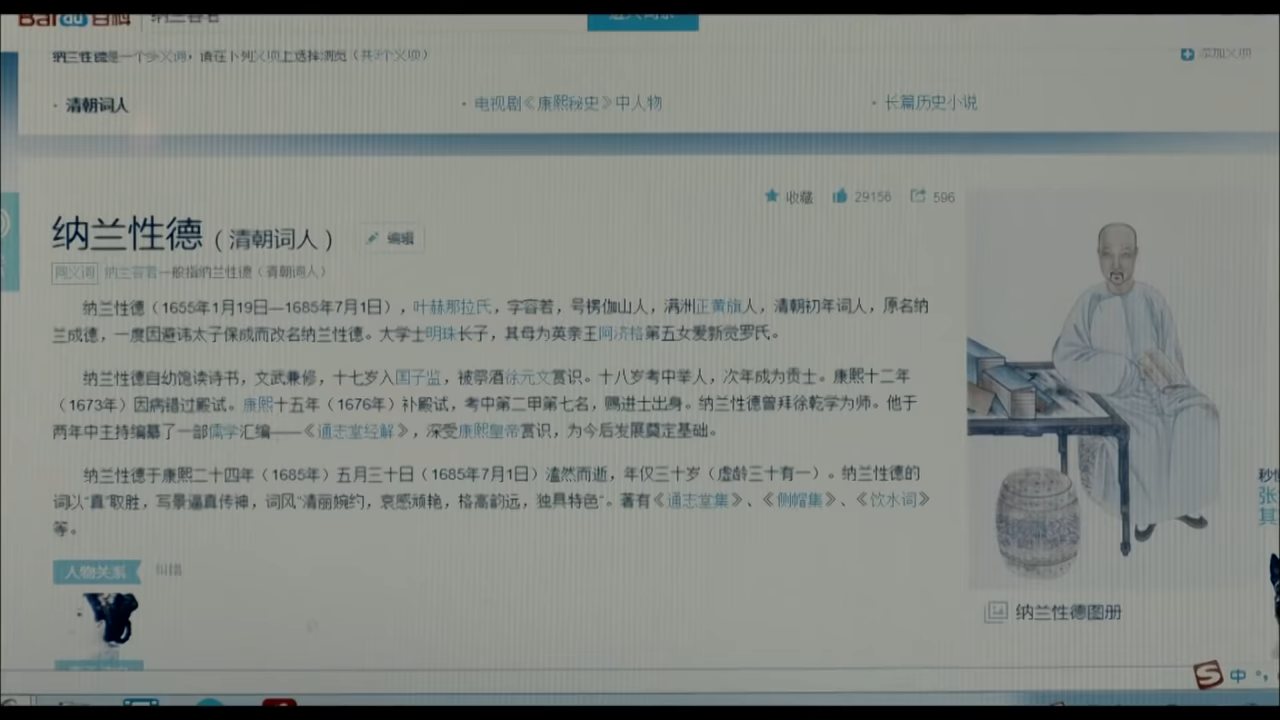 Bai du 百科
纳兰容若
进入词条
纳兰性德是一个多义词，请在下列义项上选择浏览（共3个义项）
添加义项
· 清朝词人
· 电视剧《康熙秘史》中人物
· 长篇历史小说
收藏 29156 596
纳兰性德（清朝词人） 编辑
同义词 纳兰容若一般指纳兰性德（清朝词人）
纳兰性德（1655年1月19日—1685年7月1日），叶赫那拉氏，字容若，号楞伽山人，满洲正黄旗人，清朝初年词人，原名纳
兰成德，一度因避讳太子保成而改名纳兰性德。大学士明珠长子，其母为英亲王阿济格第五女爱新觉罗氏。
纳兰性德自幼饱读诗书，文武兼修，十七岁入国子监，被祭酒徐元文赏识。十八岁考中举人，次年成为贡士。康熙十二年
（1673年）因病错过殿试。康熙十五年（1676年）补殿试，考中第二甲第七名，赐进士出身。纳兰性德曾拜徐乾学为师。他于
两年中主持编纂了一部儒学汇编——《通志堂经解》，深受康熙皇帝赏识，为今后发展奠定基础。
纳兰性德于康熙二十四年（1685年）五月三十日（1685年7月1日）溘然而逝，年仅三十岁（虚龄三十有一）。纳兰性德的
词以“真”取胜，写景逼真传神，词风“清丽婉约，哀感顽艳，格高韵远，独具特色”。著有《通志堂集》、《侧帽集》、《饮水词》
等。
人物关系 纠错
纳兰性德图册
秒
张
其
S 中 °,